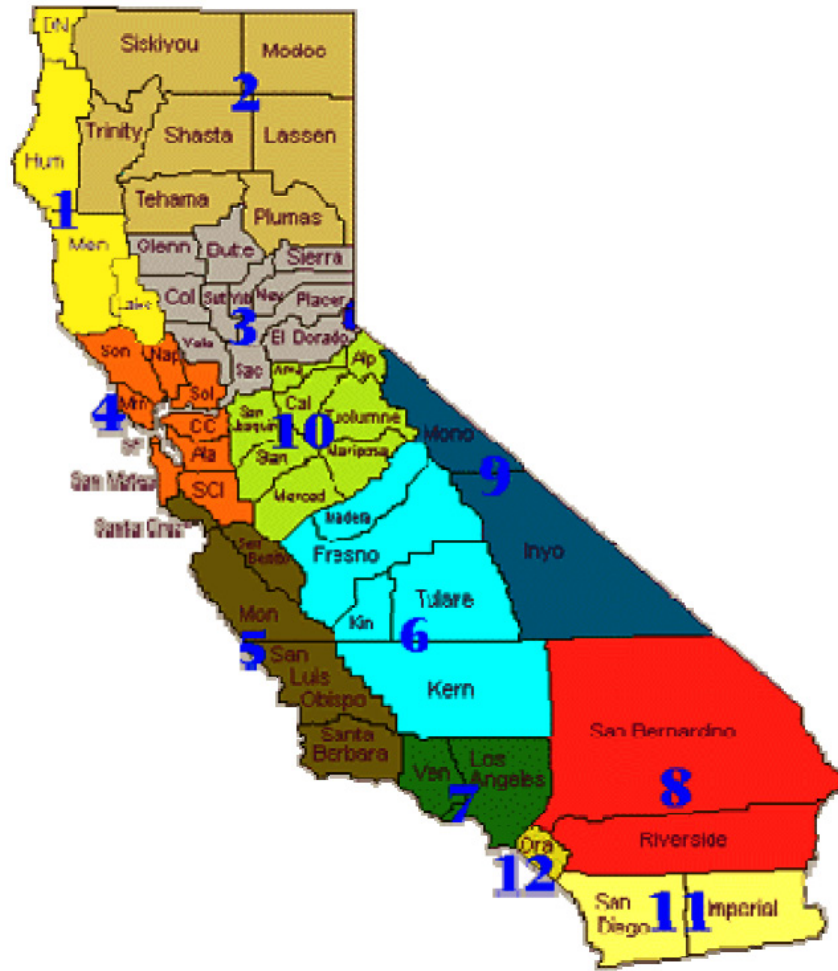 DN
Siskiyou
Modoc
2
Trinity
Shasta
Lassen
Hum
Tehama
1
Plumas
Men
Glenn
Butte
Sierra
Lake
Col
Sut
Yub
Nev
Placer
3
Yolo
El Dorado
Son
Nap
Sac
Alp
Sol
Ama
Mrn
4
Cal
Tuolumne
CC
San
Joaquin
10
Mono
SF
Ala
Stan
Mariposa
9
San Mateo
SCl
Merced
Santa Cruz
Madera
San
Benito
Fresno
Inyo
Tulare
Mon
Kin
6
5
San
Luis
Obispo
Kern
Santa
Barbara
San Bernardino
Ven
Los
Angeles
8
7
Ora
Riverside
12
San
Diego
11
Imperial